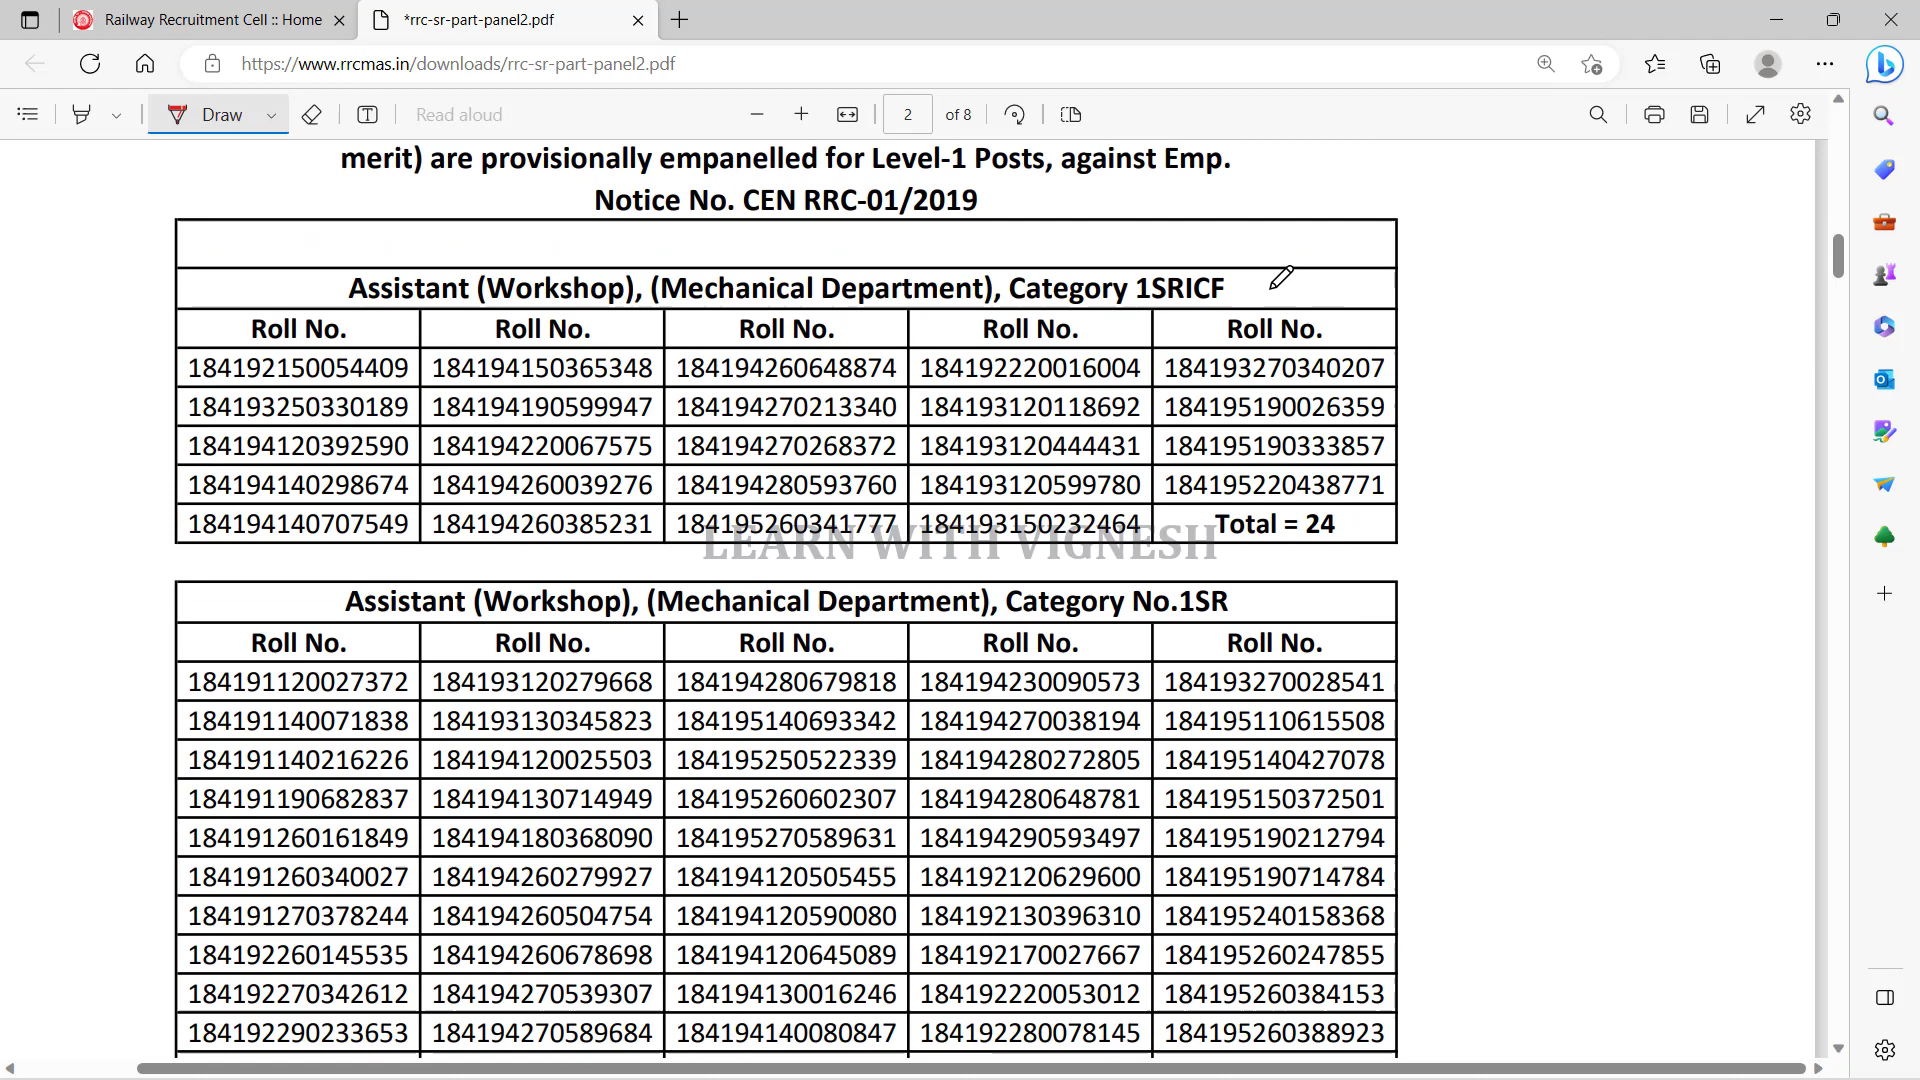 Railway Recruitment Cell :: Home
*rrc-sr-part-panel2.pdf
https://www.rrcmas.in/downloads/rrc-sr-part-panel2.pdf
Draw
Read aloud
2 of 8
merit) are provisionally empanelled for Level-1 Posts, against Emp.
Notice No. CEN RRC-01/2019
Assistant (Workshop), (Mechanical Department), Category 1SRICF
Roll No. Roll No. Roll No. Roll No. Roll No.
184192150054409 184194150365348 184194260648874 184192220016004 184193270340207
184193250330189 184194190599947 184194270213340 184193120118692 184195190026359
184194120392590 184194220067575 184194270268372 184193120444431 184195190333857
184194140298674 184194260039276 184194280593760 184193120599780 184195220438771
184194140707549 184194260385231 184195260341777 184193150232464 Total = 24
LEARN WITH VIGNESH
Assistant (Workshop), (Mechanical Department), Category No.1SR
Roll No. Roll No. Roll No. Roll No. Roll No.
184191120027372 184193120279668 184194280679818 184194230090573 184193270028541
184191140071838 184193130345823 184195140693342 184194270038194 184195110615508
184191140216226 184194120025503 184195250522339 184194280272805 184195140427078
184191190682837 184194130714949 184195260602307 184194280648781 184195150372501
184191260161849 184194180368090 184195270589631 184194290593497 184195190212794
184191260340027 184194260279927 184194120505455 184192120629600 184195190714784
184191270378244 184194260504754 184194120590080 184192130396310 184195240158368
184192260145535 184194260678698 184194120645089 184192170027667 184195260247855
184192270342612 184194270539307 184194130016246 184192220053012 184195260384153
184192290233653 184194270589684 184194140080847 184192280078145 184195260388923